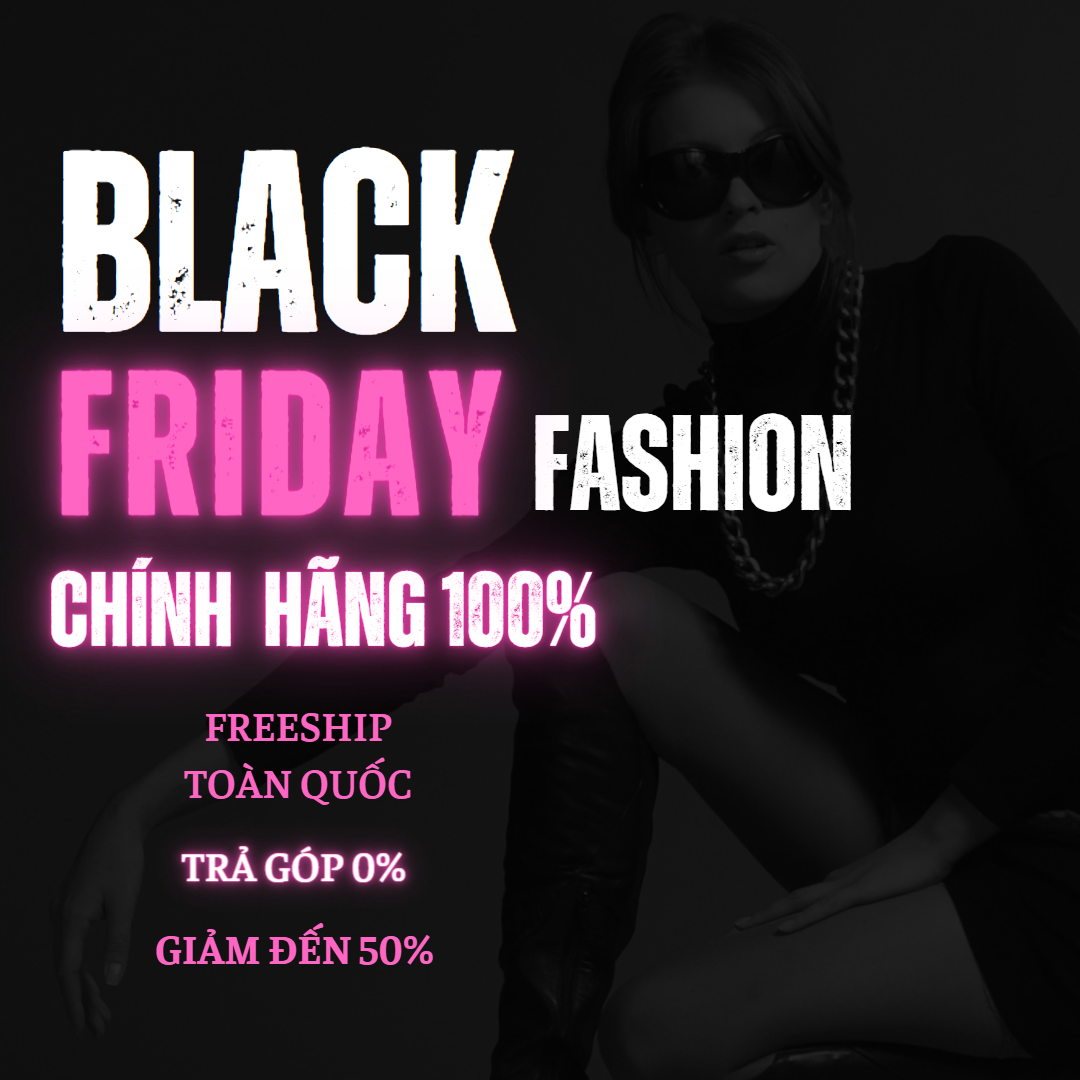 BLACK
FRIDAY FASHION
CHÍNH HÃNG 100%
FREESHIP
TOÀN QUỐC
TRẢ GÓP 0%
GIẢM ĐẾN 50%